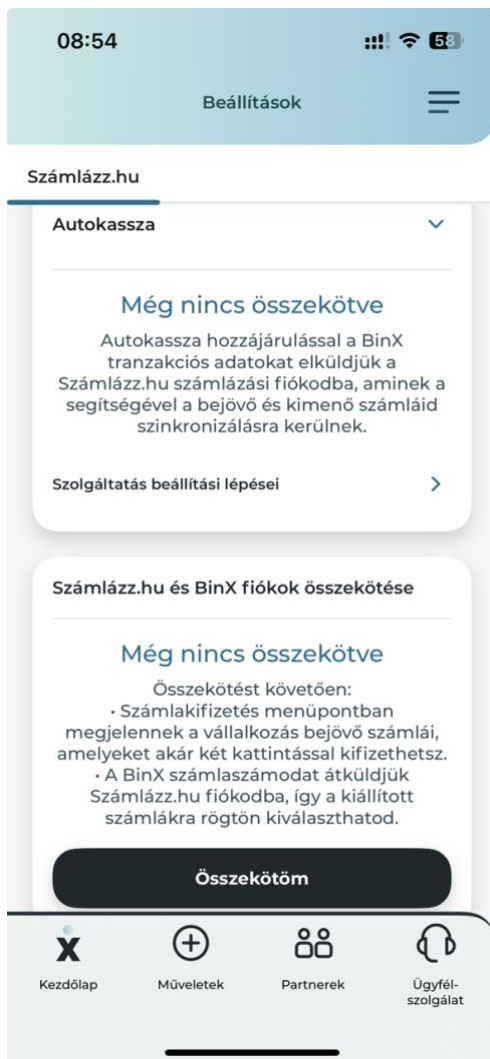 08:54
58
Beállítások
Számlázz.hu
Autokassza
Még nincs összekötve
Autokassza hozzájárulással a BinX
tranzakciós adatokat elküldjük a
Számlázz.hu számlázási fiókodba, aminek a
segítségével a bejövő és kimenő számláid
szinkronizálásra kerülnek.
Szolgáltatás beállítási lépései
Számlázz.hu és BinX fiókok összekötése
Még nincs összekötve
Összekötést követően:
• Számlakifizetés menüpontban
megjelennek a vállalkozás bejövő számlái,
amelyeket akár két kattintással kifizethetsz.
• A BinX számlaszámodat átküldjük
Számlázz.hu fiókodba, így a kiállított
számlákra rögtön kiválaszthatod.
Összekötöm
Kezdőlap
Műveletek
Partnerek
Ügyfél-
szolgálat